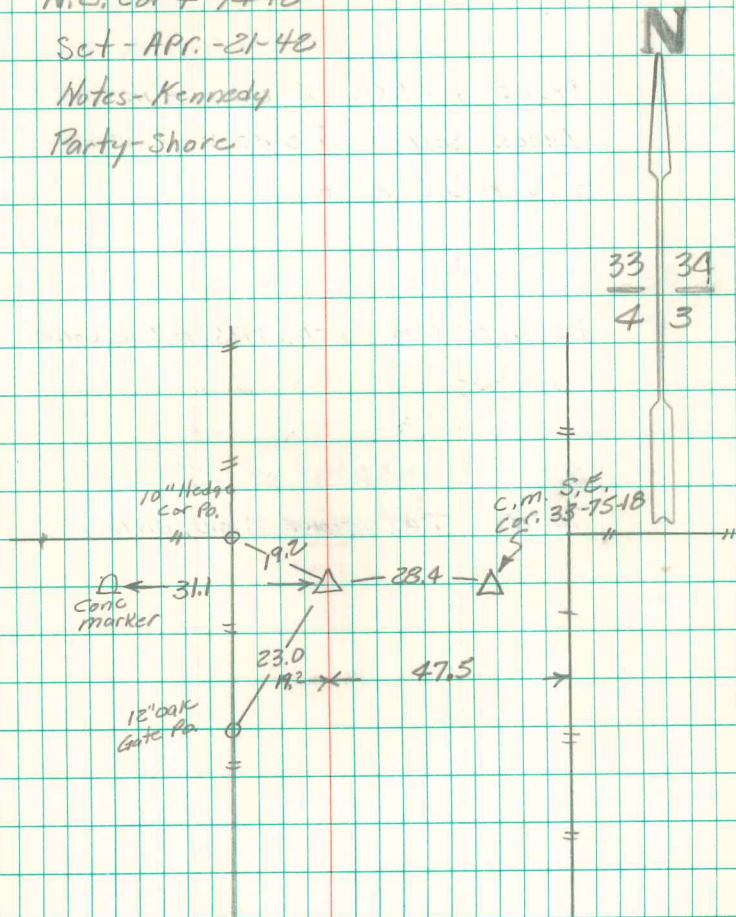 Set - APR. -21-42
Notes-Kennedy
Party-Shore
N
33 34
4 3
10" Hedge
Cor Po.
C.M. S.E.
Cor. 33-75-18
19.2
31.1
28.4
Conc
marker
23.0
19.2
47.5
12" oak
Gate Po.